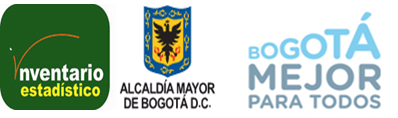 inventario
estadístico
ALCALDÍA MAYOR
DE BOGOTÁ D.C.
BOGOTÁ
MEJOR
PARA TODOS